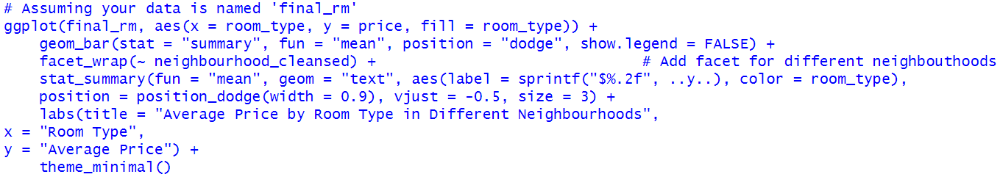 # Assuming your data is named 'final_rm'
ggplot(final_rm, aes(x = room_type, y = price, fill = room_type)) +
    geom_bar(stat = "summary", fun = "mean", position = "dodge", show.legend = FALSE) +
    facet_wrap(~ neighbourhood_cleansed) +                              # Add facet for different neighbouthoods
    stat_summary(fun = "mean", geom = "text", aes(label = sprintf("$%.2f", ..y..), color = room_type),
    position = position_dodge(width = 0.9), vjust = -0.5, size = 3) +
    labs(title = "Average Price by Room Type in Different Neighbourhoods",
x = "Room Type",
y = "Average Price") +
    theme_minimal()